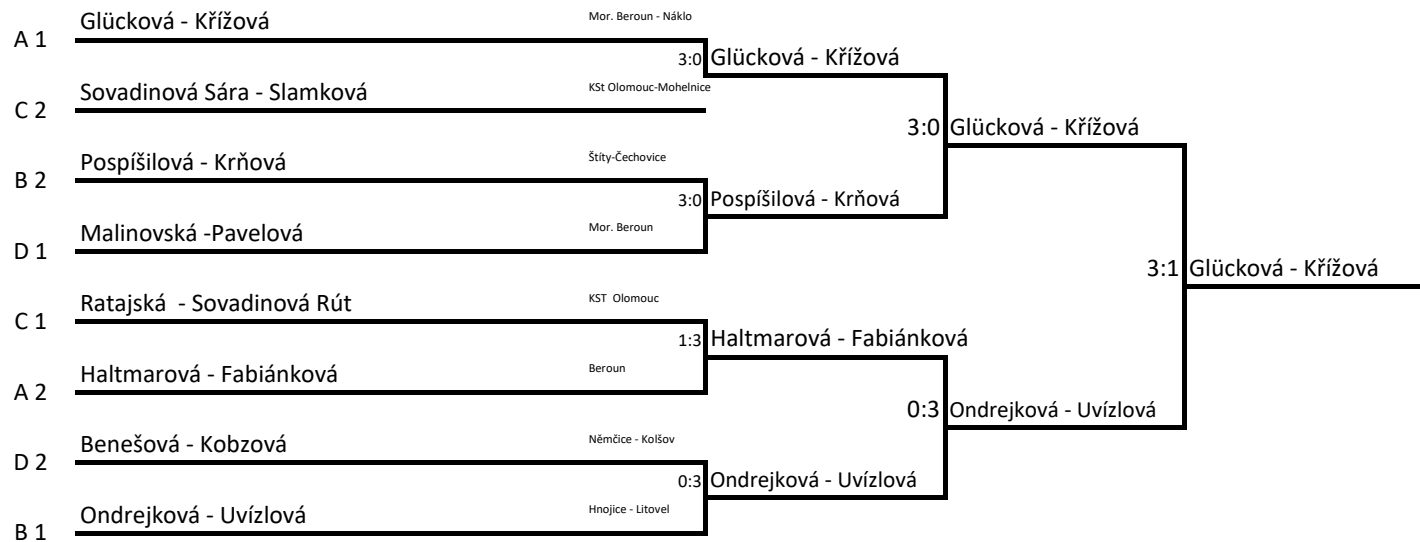 Glücková - Křížová Mor. Beroun - Náklo
A 1
3:0 Glücková - Křížová
Sovadinová Sára - Slamková KSt Olomouc-Mohelnice
C 2
3:0 Glücková - Křížová
Pospíšilová - Krňová Štíty-Čechovice
B 2
3:0 Pospíšilová - Krňová
Malinovská -Pavelová Mor. Beroun
D 1
3:1 Glücková - Křížová
Ratajská - Sovadinová Rút KST Olomouc
C 1
1:3 Haltmarová - Fabiánková
Haltmarová - Fabiánková Beroun
A 2
0:3 Ondrejková - Uvízlová
Benešová - Kobzová Němčice - Kolšov
D 2
0:3 Ondrejková - Uvízlová
Ondrejková - Uvízlová Hnojice - Litovel
B 1